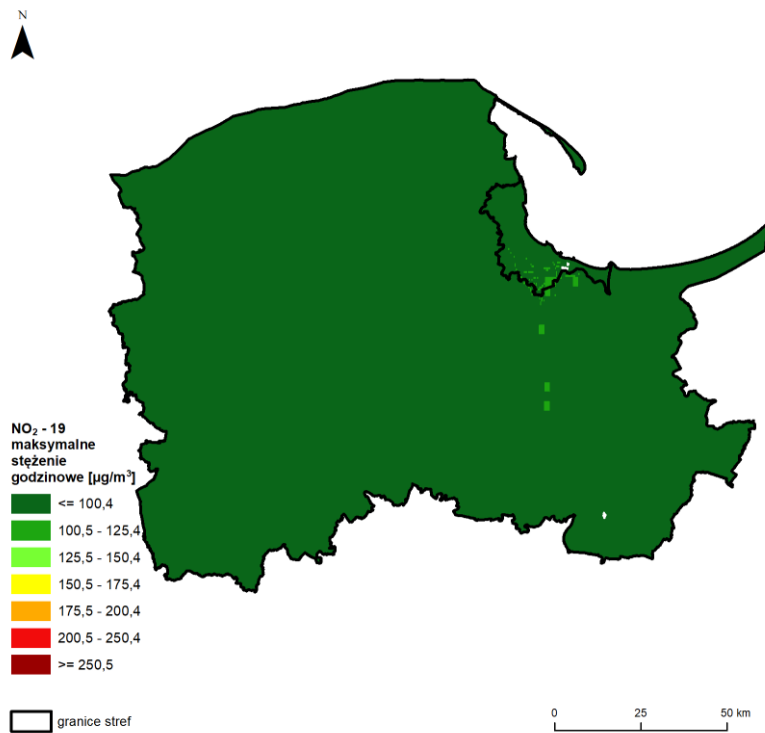 N
NO₂ - 19
maksymalne
stężenie
godzinowe [µg/m³]
<= 100,4
100,5 - 125,4
125,5 - 150,4
150,5 - 175,4
175,5 - 200,4
200,5 - 250,4
>= 250,5
granice stref
0 25 50 km